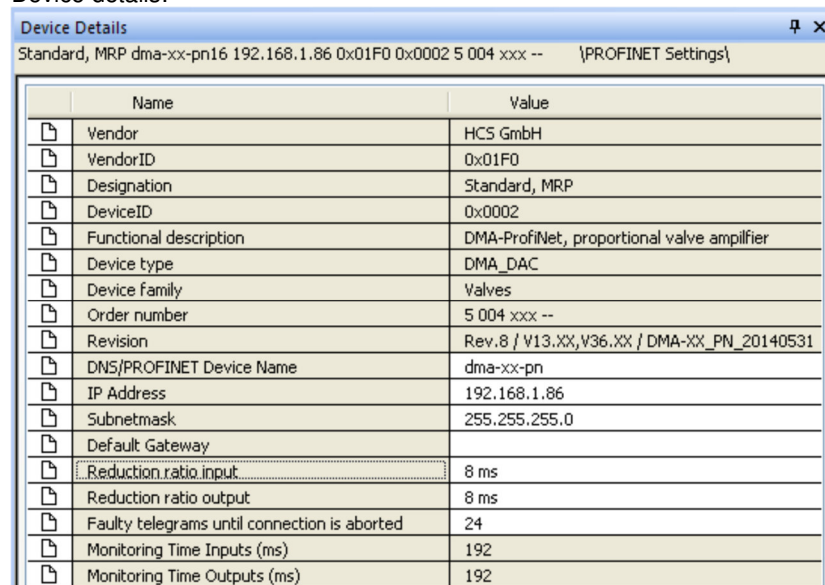 Device details:
Device Details
Standard, MRP dma-xx-pn16 192.168.1.86 0x01F0 0x0002 5 004 xxx -- \PROFINET Settings\
Name Value
Vendor HCS GmbH
VendorID 0x01F0
Designation Standard, MRP
DeviceID 0x0002
Functional description DMA-ProfiNet, proportional valve ampilfier
Device type DMA_DAC
Device family Valves
Order number 5 004 xxx --
Revision Rev.8 / V13.XX,V36.XX / DMA-XX_PN_20140531
DNS/PROFINET Device Name dma-xx-pn
IP Address 192.168.1.86
Subnetmask 255.255.255.0
Default Gateway
Reduction ratio input 8 ms
Reduction ratio output 8 ms
Faulty telegrams until connection is aborted 24
Monitoring Time Inputs (ms) 192
Monitoring Time Outputs (ms) 192